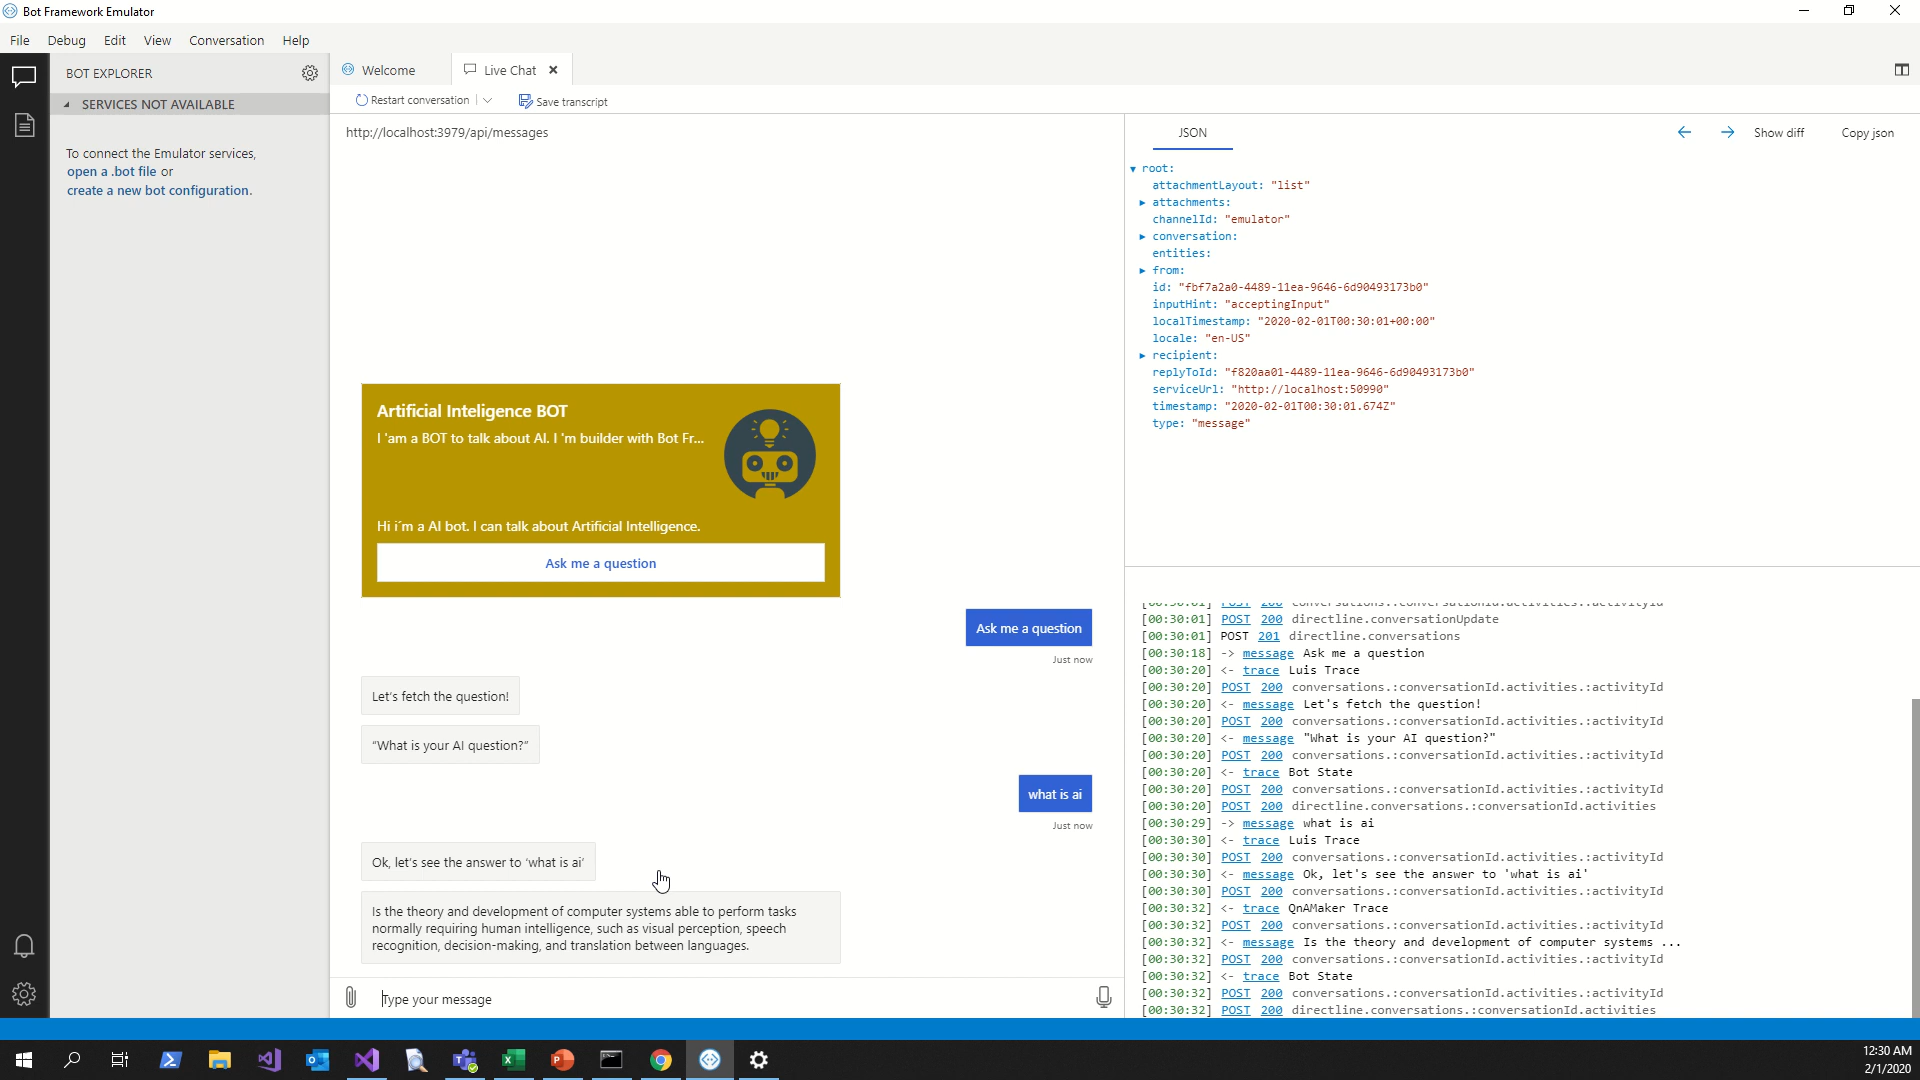 Bot Framework Emulator
File Debug Edit View Conversation Help
BOT EXPLORER
SERVICES NOT AVAILABLE
To connect the Emulator services,
open a .bot file or
create a new bot configuration.
Welcome
Live Chat
Restart conversation
Save transcript
http://localhost:3979/api/messages
Artificial Inteligence BOT
I 'am a BOT to talk about AI. I 'm builder with Bot Fr...
Hi i´m a AI bot. I can talk about Artificial Intelligence.
Ask me a question
Ask me a question
Just now
Let's fetch the question!
"What is your AI question?"
what is ai
Just now
Ok, let's see the answer to 'what is ai'
Is the theory and development of computer systems able to perform tasks
normally requiring human intelligence, such as visual perception, speech
recognition, decision-making, and translation between languages.
Type your message
JSON
Show diff
Copy json
root:
attachmentLayout: "list"
attachments:
channelId: "emulator"
conversation:
entities:
from:
id: "fbf7a2a0-4489-11ea-9646-6d90493173b0"
inputHint: "acceptingInput"
localTimestamp: "2020-02-01T00:30:01+00:00"
locale: "en-US"
recipient:
replyToId: "f820aa01-4489-11ea-9646-6d90493173b0"
serviceUrl: "http://localhost:50990"
timestamp: "2020-02-01T00:30:01.674Z"
type: "message"
[00:30:01] POST 200 conversations.:conversationId.activities.:activityId
[00:30:01] POST 200 directline.conversationUpdate
[00:30:01] POST 201 directline.conversations
[00:30:18] -> message Ask me a question
[00:30:20] <- trace Luis Trace
[00:30:20] POST 200 conversations.:conversationId.activities.:activityId
[00:30:20] <- message Let's fetch the question!
[00:30:20] POST 200 conversations.:conversationId.activities.:activityId
[00:30:20] <- message "What is your AI question?"
[00:30:20] POST 200 conversations.:conversationId.activities.:activityId
[00:30:20] <- trace Bot State
[00:30:20] POST 200 conversations.:conversationId.activities.:activityId
[00:30:20] POST 200 directline.conversations.:conversationId.activities
[00:30:29] -> message what is ai
[00:30:30] <- trace Luis Trace
[00:30:30] POST 200 conversations.:conversationId.activities.:activityId
[00:30:30] <- message Ok, let's see the answer to 'what is ai'
[00:30:30] POST 200 conversations.:conversationId.activities.:activityId
[00:30:32] <- trace QnAMaker Trace
[00:30:32] POST 200 conversations.:conversationId.activities.:activityId
[00:30:32] <- message Is the theory and development of computer systems ...
[00:30:32] POST 200 conversations.:conversationId.activities.:activityId
[00:30:32] <- trace Bot State
[00:30:32] POST 200 conversations.:conversationId.activities.:activityId
[00:30:32] POST 200 directline.conversations.:conversationId.activities
12:30 AM
2/1/2020